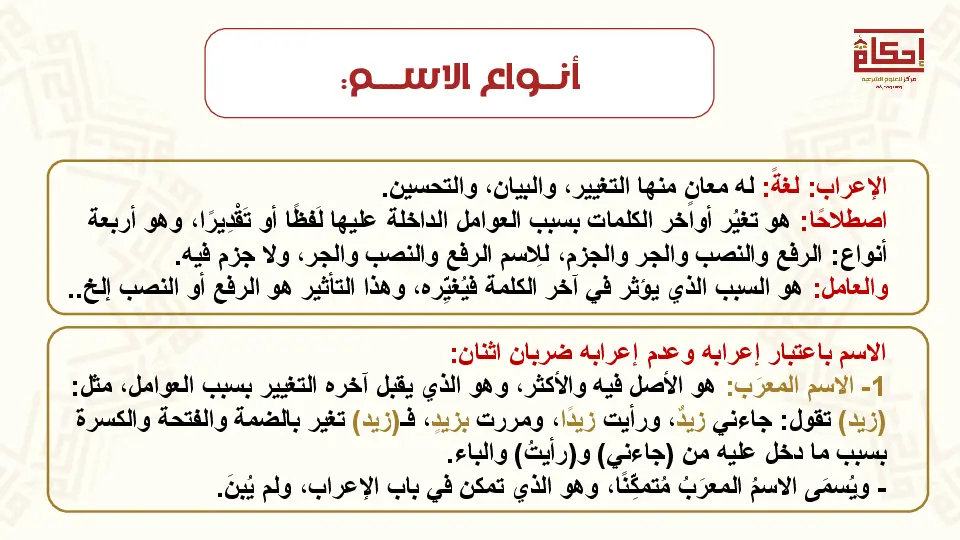 إحكام
مركز للعلوم الشرعية
أنــواع الاســـم:
الإعراب: لغةً: له معانٍ منها التغيير، والبيان، والتحسين.
اصطلاحًا: هو تغيُر أواخر الكلمات بسبب العوامل الداخلة عليها لَفظًا أو تَقْدِيرًا، وهو أربعة
أنواع: الرفع والنصب والجر والجزم، لِلاسم الرفع والنصب والجر، ولا جزم فيه.
والعامل: هو السبب الذي يؤثر في آخر الكلمة فيُغيِّره، وهذا التأثير هو الرفع أو النصب إلخ..
الاسم باعتبار إعرابه وعدم إعرابه ضربان اثنان:
1- الاسم المعرَب: هو الأصل فيه والأكثر، وهو الذي يقبل آخره التغيير بسبب العوامل، مثل:
(زيد) تقول: جاءني زيدٌ، ورأيت زيدًا، ومررت بزيدٍ، فـ(زيد) تغير بالضمة والفتحة والكسرة
بسبب ما دخل عليه من (جاءني) و(رأيتُ) والباء.
- ويُسمَى الاسمُ المعرَبُ مُتمكِّنًا، وهو الذي تمكن في باب الإعراب، ولم يُبنَ.